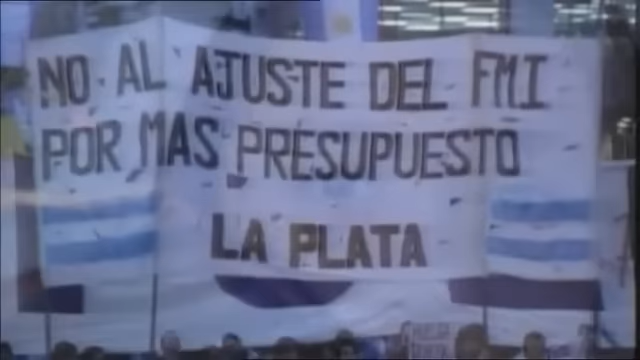 NO AL AJUSTE DEL FMI
POR MAS PRESUPUESTO
LA PLATA